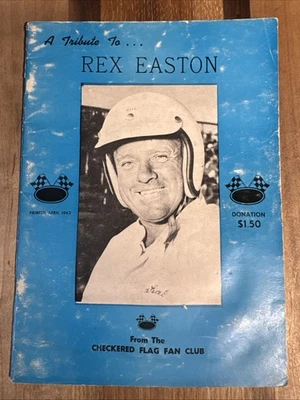 A Tribute To . . .
REX EASTON
DONATION
$1.50
From The
CHECKERED FLAG FAN CLUB